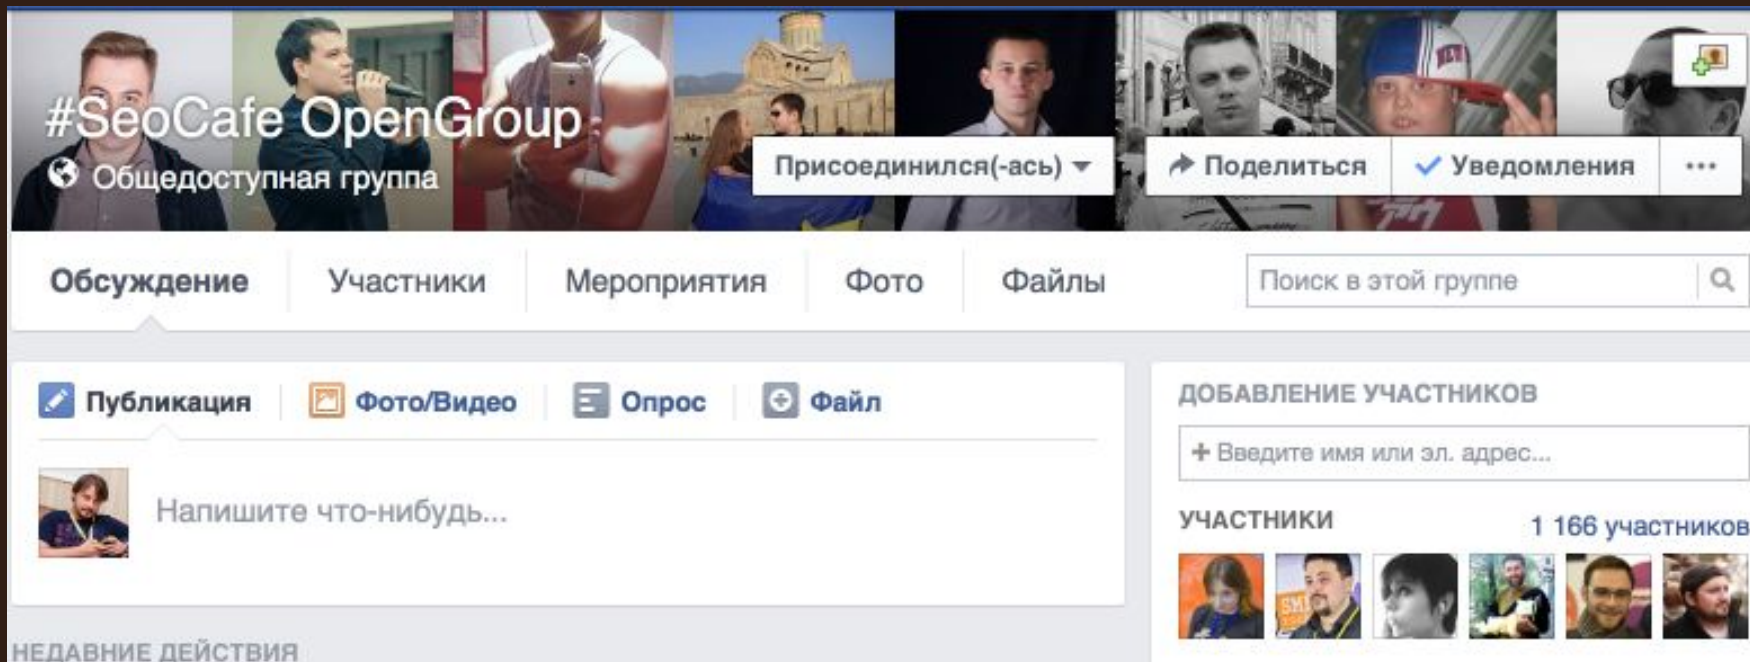 #SeoCafe OpenGroup
Общедоступная группа
Присоединился(-ась)
Поделиться
Уведомления
...
Обсуждение
Участники
Мероприятия
Фото
Файлы
Поиск в этой группе
Публикация
Фото/Видео
Опрос
Файл
Напишите что-нибудь...
ДОБАВЛЕНИЕ УЧАСТНИКОВ
+ Введите имя или эл. адрес...
УЧАСТНИКИ
1 166 участников
НЕДАВНИЕ ДЕЙСТВИЯ